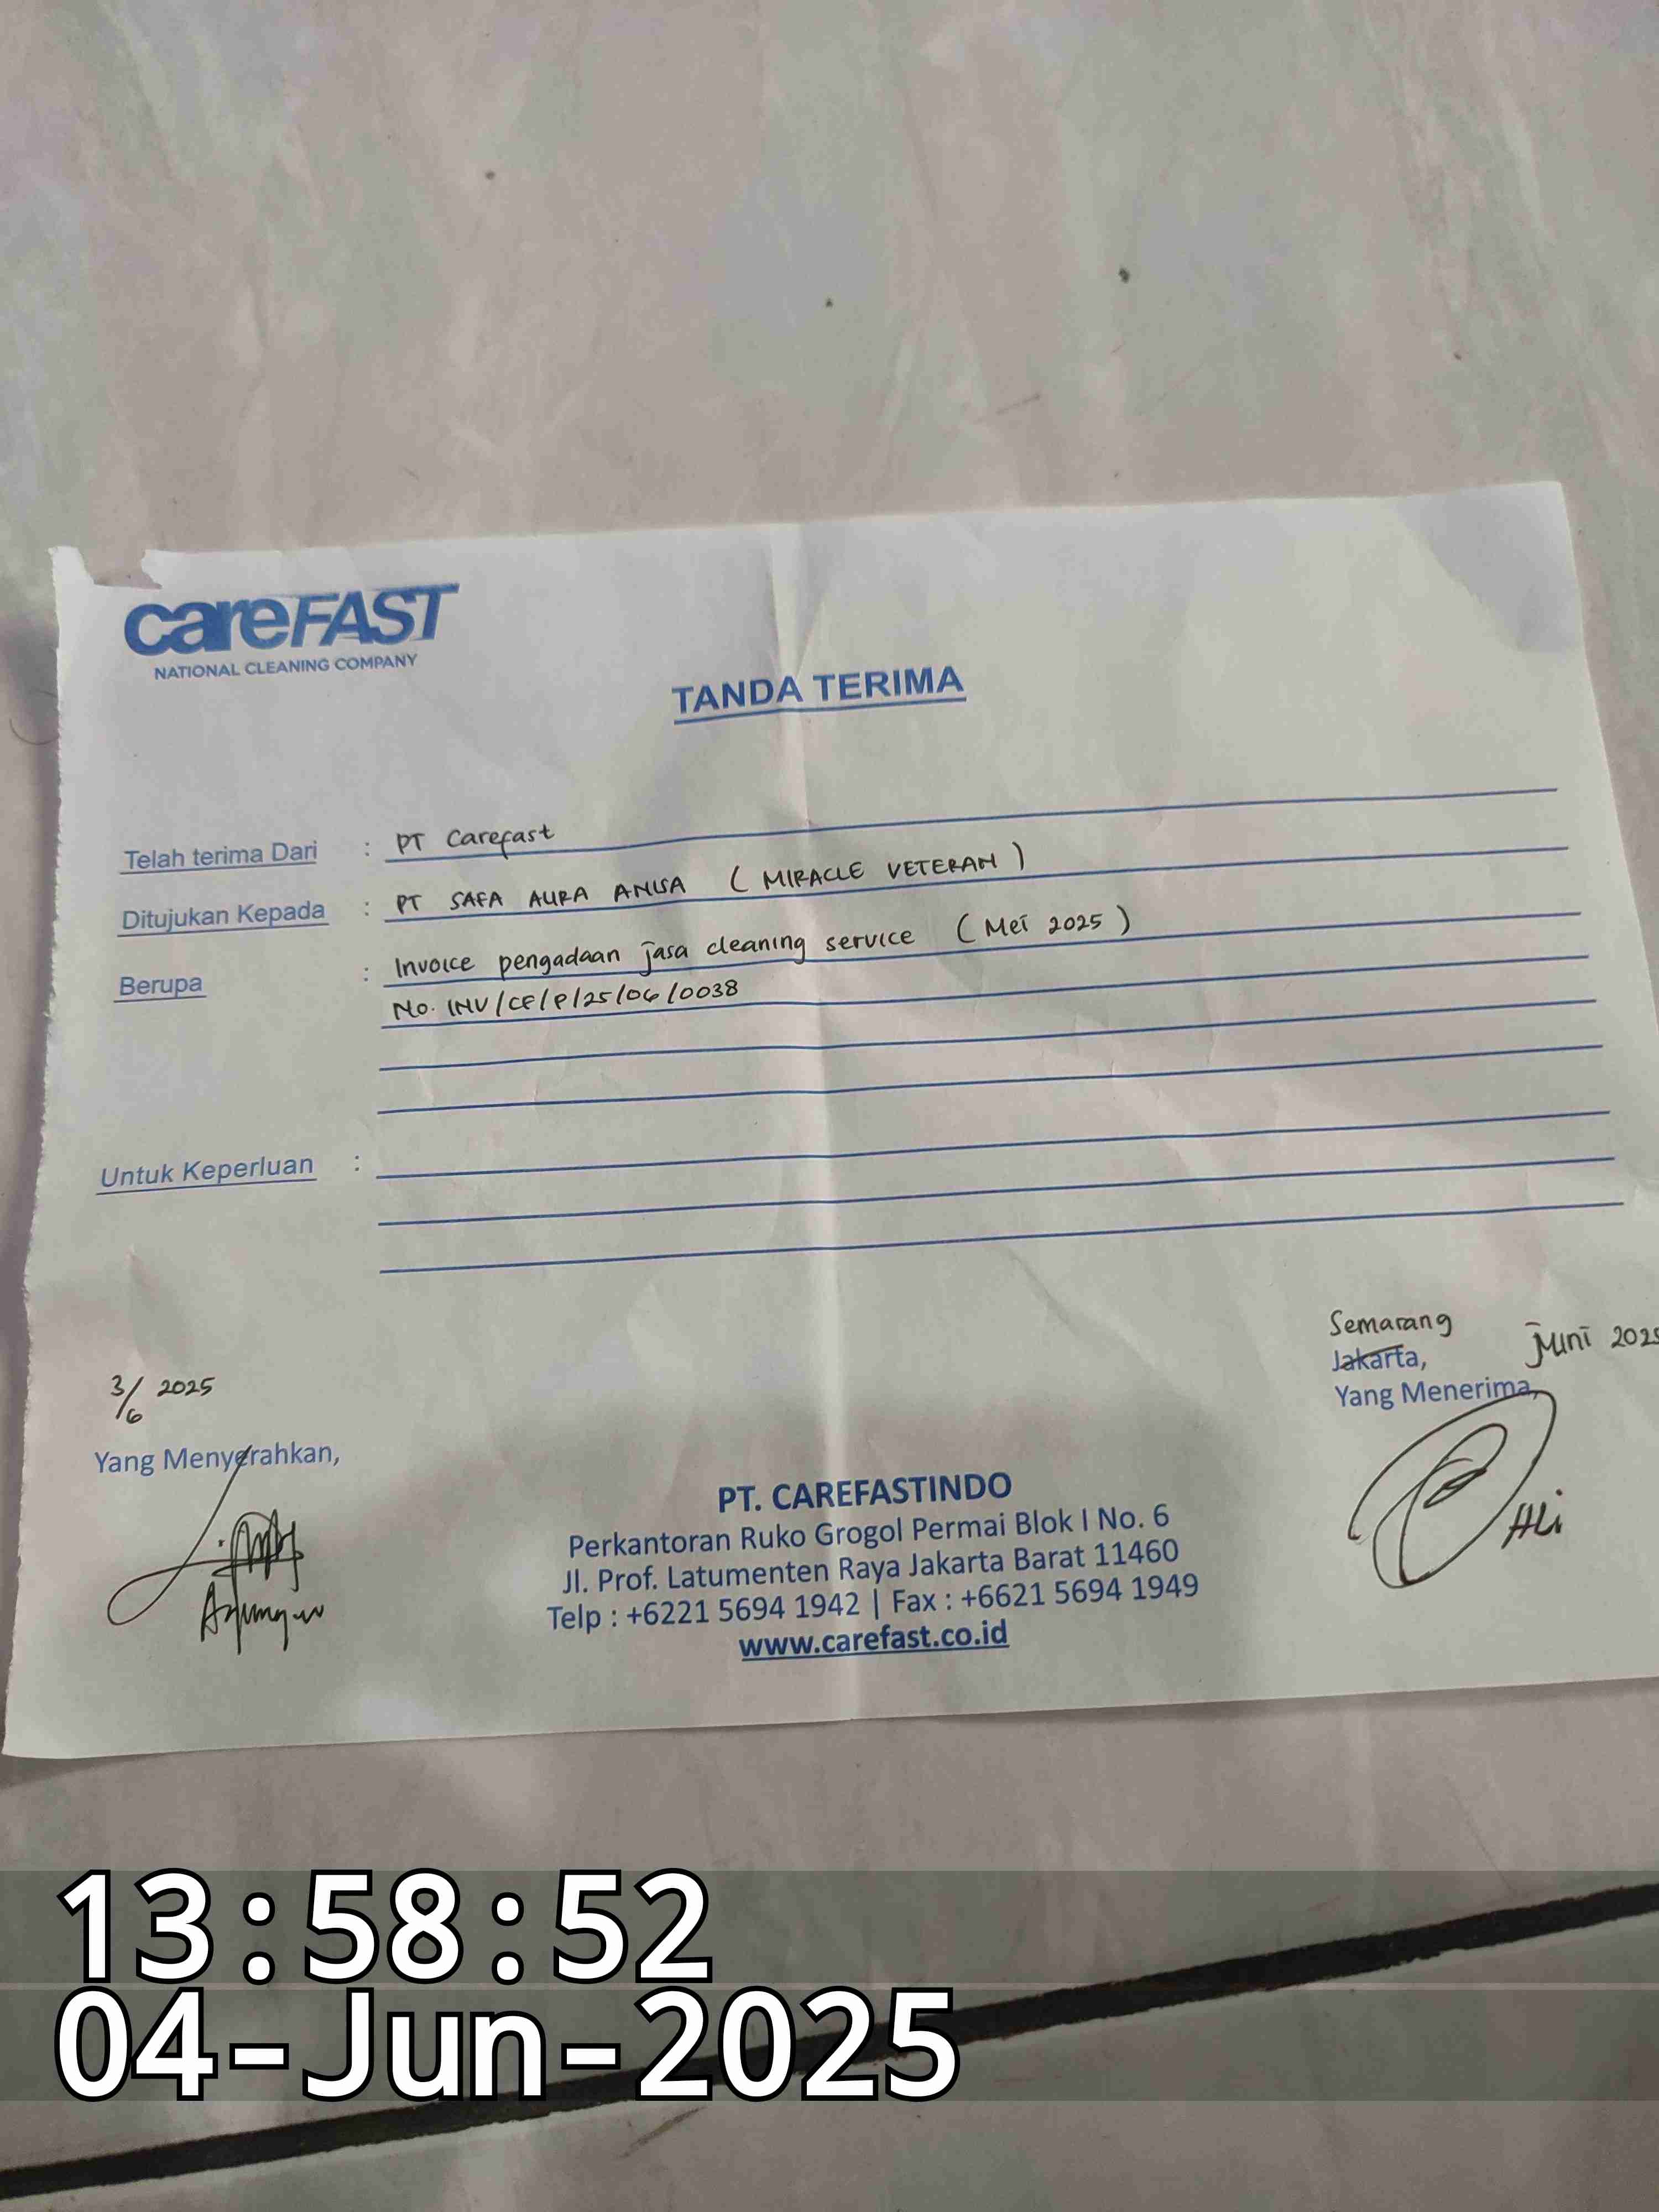 careFAST
NATIONAL CLEANING COMPANY
TANDA TERIMA
Telah terima Dari : PT Carefast
Ditujukan Kepada : PT SAFA AURA ANISA ( MIRACLE VETERAN )
Berupa : Invoice pengadaan jasa cleaning service ( Mei 2025 )
No. INV/CF/P/25/06/0038
Untuk Keperluan :
Semarang
Jakarta, Juni 2025
Yang Menerima,
Ali
3/6 2025
Yang Menyerahkan,
PT. CAREFASTINDO
Perkantoran Ruko Grogol Permai Blok I No. 6
Jl. Prof. Latumenten Raya Jakarta Barat 11460
Telp : +6221 5694 1942 | Fax : +6621 5694 1949
www.carefast.co.id
13:58:52
04-Jun-2025